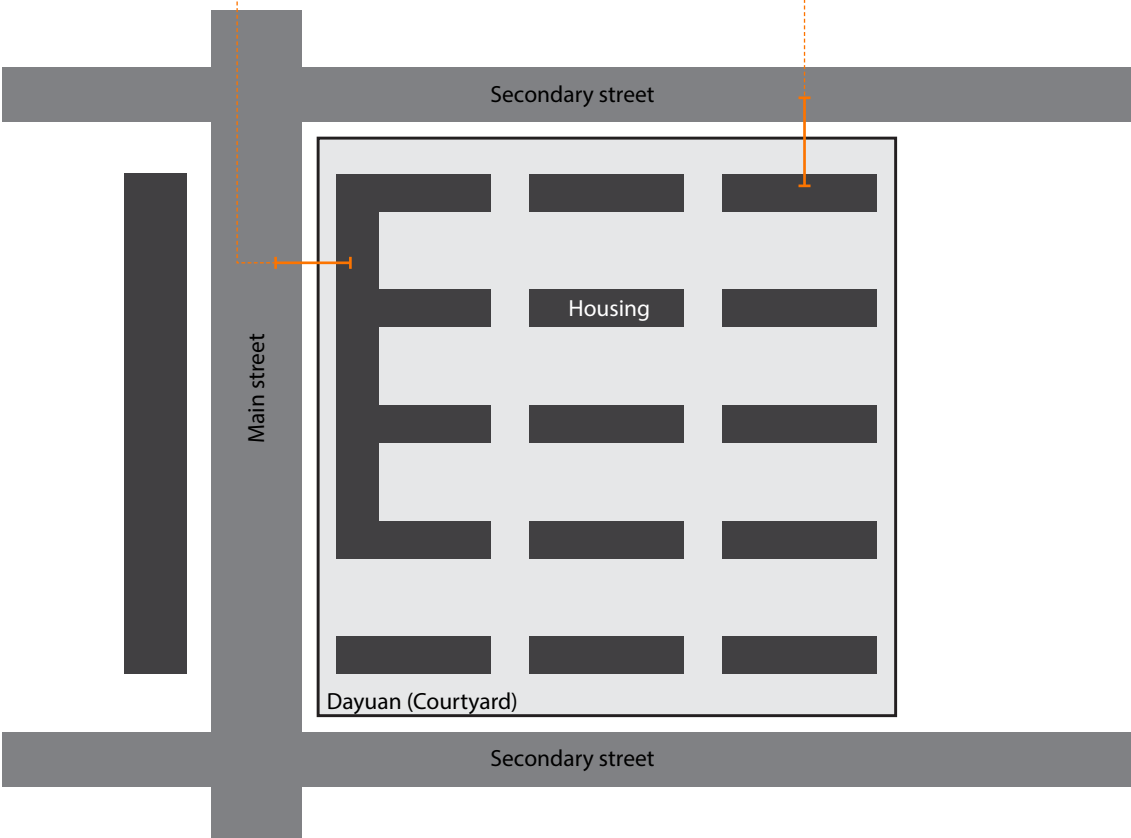 Secondary street
Housing
Main street
Dayuan (Courtyard)
Secondary street